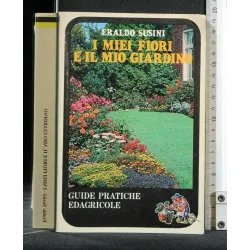 ERALDO SUSINI
I MIEI FIORI
E IL MIO GIARDINO
GUIDE PRATICHE
EDAGRICOLE